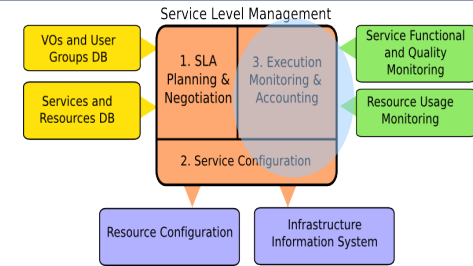 Service Level Management
VOs and User
Groups DB
Services and
Resources DB
1. SLA
Planning &
Negotiation
3. Execution
Monitoring &
Accounting
2. Service Configuration
Service Functional
and Quality
Monitoring
Resource Usage
Monitoring
Resource Configuration
Infrastructure
Information System